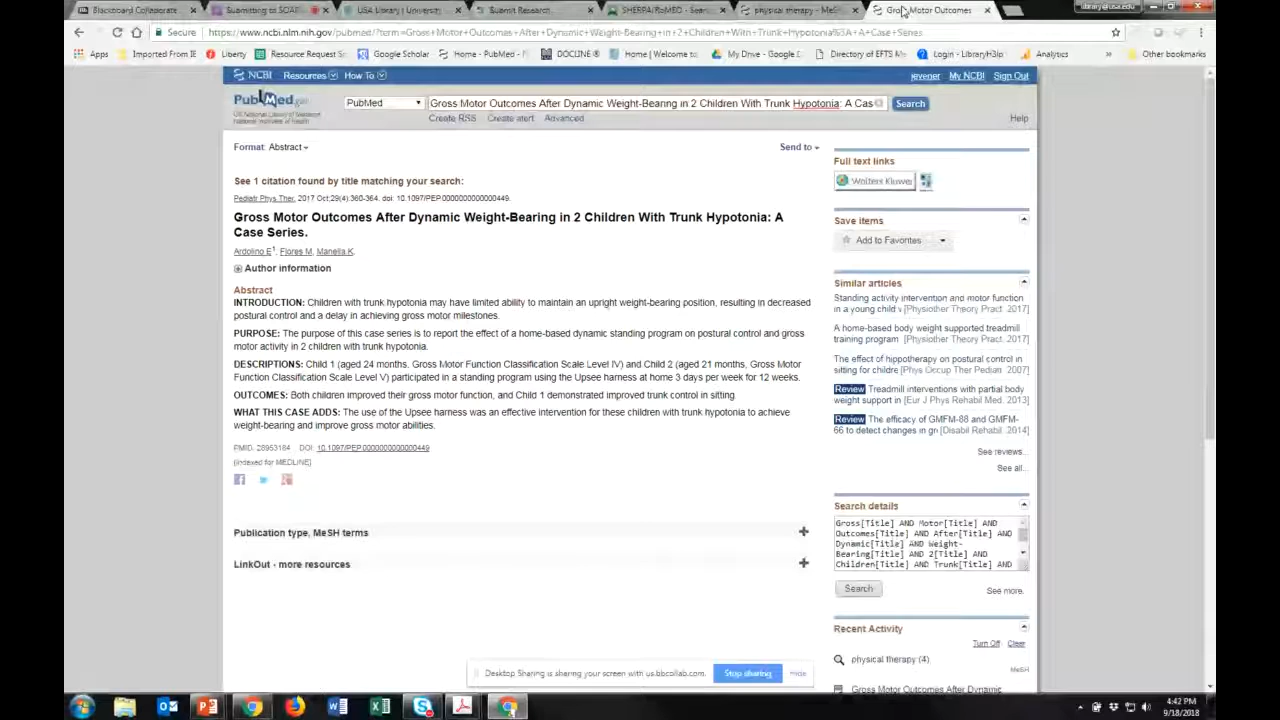 Blackboard Collaborate
Submitting to SOAR
USA Library | University
Submit Research
SHERPA/RoMEO - Sear
physical therapy - MeS
Gross Motor Outcomes
library@usa.edu
Secure
https://www.ncbi.nlm.nih.gov/pubmed/?term=Gross+Motor+Outcomes+After+Dynamic+Weight-Bearing+in+2+Children+With+Trunk+Hypotonia%3A+A+Case+Series.
Apps
Imported From IE
Liberty
Resource Request S
Google Scholar
Home - PubMed - N
DOCLINE ®
Home | Welcome to
My Drive - Google D
Directory of EFTS Me
Login · LibraryH3lp
Analytics
»
Other bookmarks
NCBI Resources How To
jevener My NCBI Sign Out
PubMed.gov
US National Library of Medicine
National Institutes of Health
PubMed
Gross Motor Outcomes After Dynamic Weight-Bearing in 2 Children With Trunk Hypotonia: A Cas
Search
Create RSS Create alert Advanced
Help
Format: Abstract
Send to
See 1 citation found by title matching your search:
Pediatr Phys Ther. 2017 Oct;29(4):360-364. doi: 10.1097/PEP.0000000000000449.
Gross Motor Outcomes After Dynamic Weight-Bearing in 2 Children With Trunk Hypotonia: A
Case Series.
Ardolino E1, Flores M, Manella K.
Author information
Abstract
INTRODUCTION: Children with trunk hypotonia may have limited ability to maintain an upright weight-bearing position, resulting in decreased
postural control and a delay in achieving gross motor milestones.
PURPOSE: The purpose of this case series is to report the effect of a home-based dynamic standing program on postural control and gross
motor activity in 2 children with trunk hypotonia.
DESCRIPTIONS: Child 1 (aged 24 months, Gross Motor Function Classification Scale Level IV) and Child 2 (aged 21 months, Gross Motor
Function Classification Scale Level V) participated in a standing program using the Upsee harness at home 3 days per week for 12 weeks.
OUTCOMES: Both children improved their gross motor function, and Child 1 demonstrated improved trunk control in sitting
WHAT THIS CASE ADDS: The use of the Upsee harness was an effective intervention for these children with trunk hypotonia to achieve
weight-bearing and improve gross motor abilities.
PMID: 28953184 DOI: 10.1097/PEP.0000000000000449
[Indexed for MEDLINE]
Publication type, MeSH terms
LinkOut - more resources
Full text links
Wolters Kluwer
Save items
Add to Favorites
Similar articles
Standing activity intervention and motor function
in a young child v [Physiother Theory Pract. 2017]
A home-based body weight supported treadmill
training program [Physiother Theory Pract. 2017]
The effect of hippotherapy on postural control in
sitting for childre [Phys Occup Ther Pediatr. 2007]
Review Treadmill interventions with partial body
weight support in [Eur J Phys Rehabil Med. 2013]
Review The efficacy of GMFM-88 and GMFM-
66 to detect changes in gr [Disabil Rehabil. 2014]
See reviews...
See all...
Search details
Gross[Title] AND Motor[Title] AND
Outcomes[Title] AND After[Title] AND
Dynamic[Title] AND Weight-
Bearing[Title] AND 2[Title] AND
Children[Title] AND Trunk[Title] AND
Search
See more.
Recent Activity
Turn Off Clear
physical therapy (4)
MeSH
Gross Motor Outcomes After Dynamic
Desktop Sharing is sharing your screen with us.bbcollab.com.
Stop sharing
Hide
4:42 PM
9/18/2018